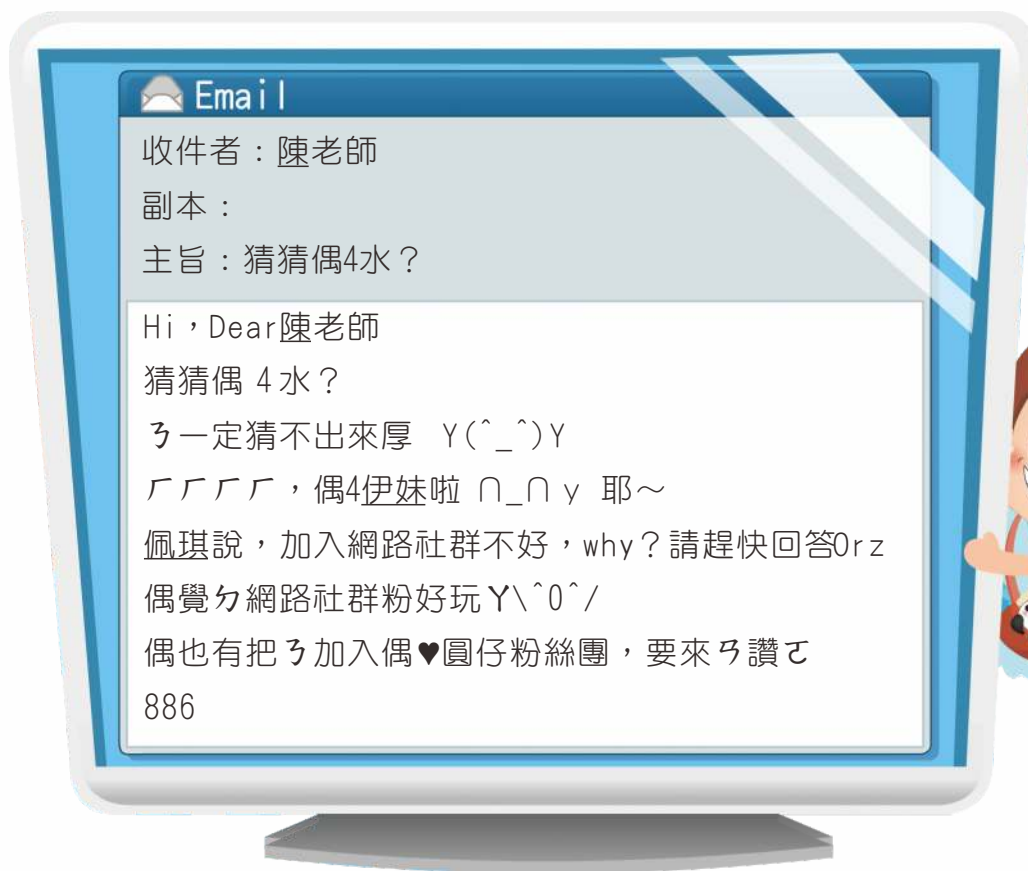 Email
收件者：陳老師
副本：
主旨：猜猜偶4水？
Hi，Dear陳老師
猜猜偶 4水？
ㄋ一定猜不出來厚 Y(^_^)Y
ㄏㄏㄏㄏ，偶4伊妹啦 ∩_∩ y 耶～
佩琪說，加入網路社群不好，why？請趕快回答Orz
偶覺ㄉ網路社群粉好玩ㄚ\^0^/
偶也有把ㄋ加入偶♥圓仔粉絲團，要來ㄢ讚ㄛ
886